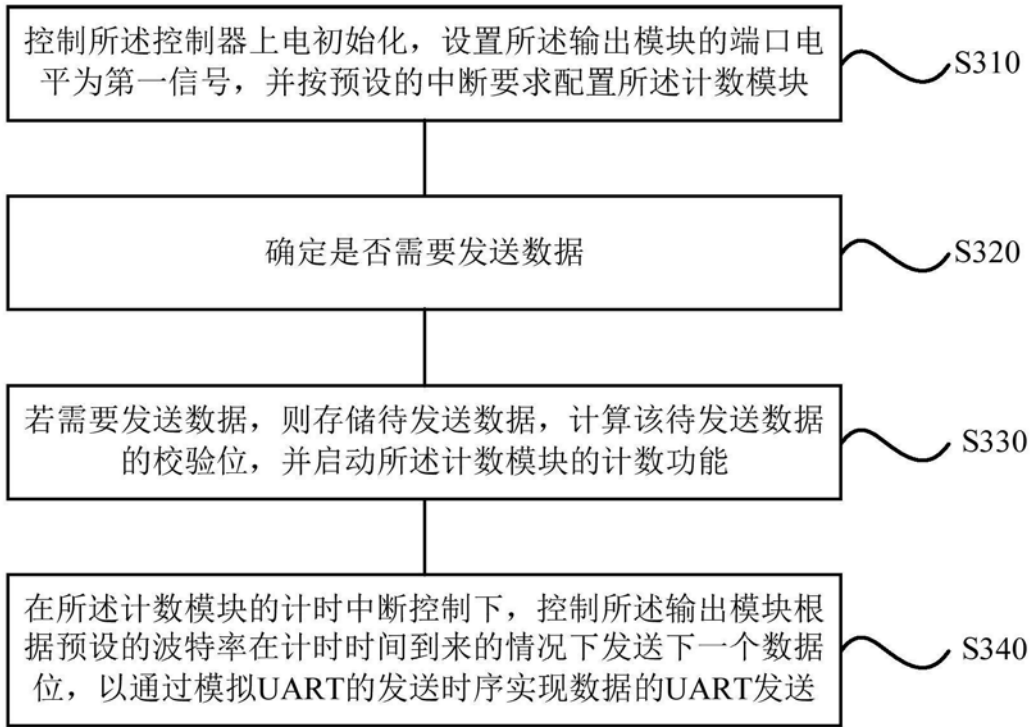 控制所述控制器上电初始化，设置所述输出模块的端口电
平为第一信号，并按预设的中断要求配置所述计数模块
S310
确定是否需要发送数据
S320
若需要发送数据，则存储待发送数据，计算该待发送数据
的校验位，并启动所述计数模块的计数功能
S330
在所述计数模块的计时中断控制下，控制所述输出模块根
据预设的波特率在计时时间到来的情况下发送下一个数据
位，以通过模拟UART的发送时序实现数据的UART发送
S340